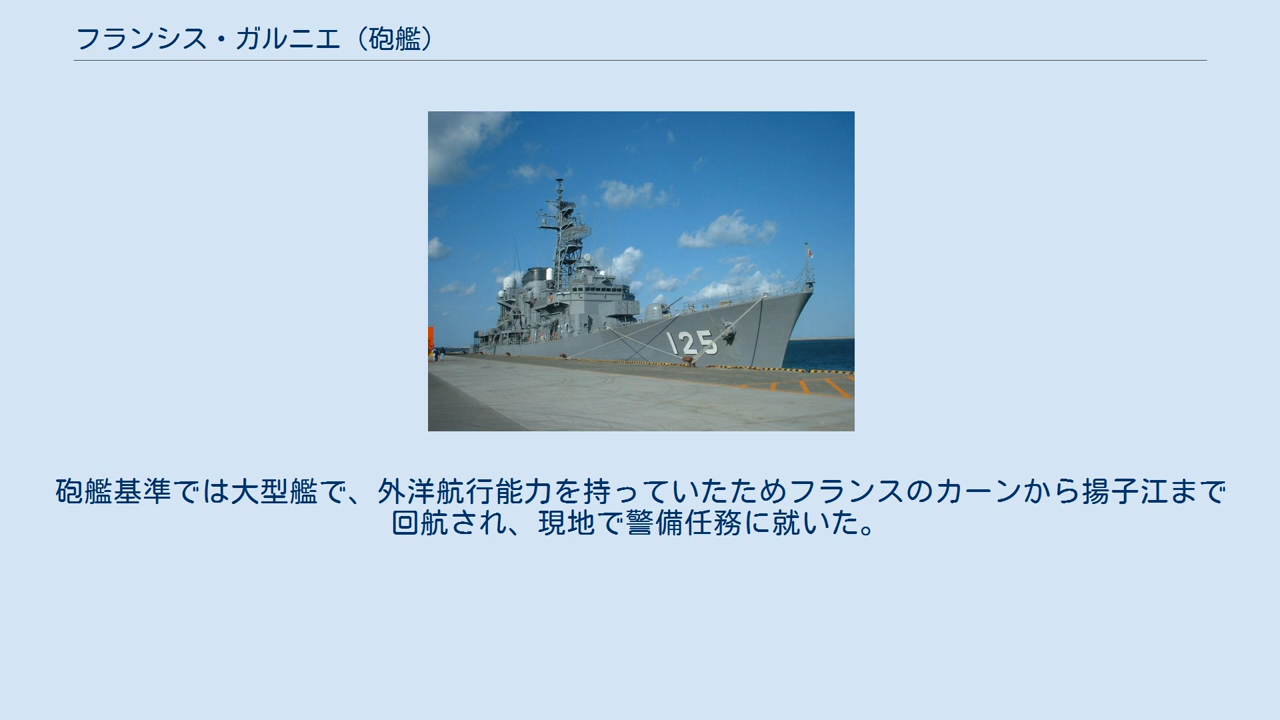 フランシス・ガルニエ（砲艦）
125
砲艦基準では大型艦で、外洋航行能力を持っていたためフランスのカーンから揚子江まで
回航され、現地で警備任務に就いた。